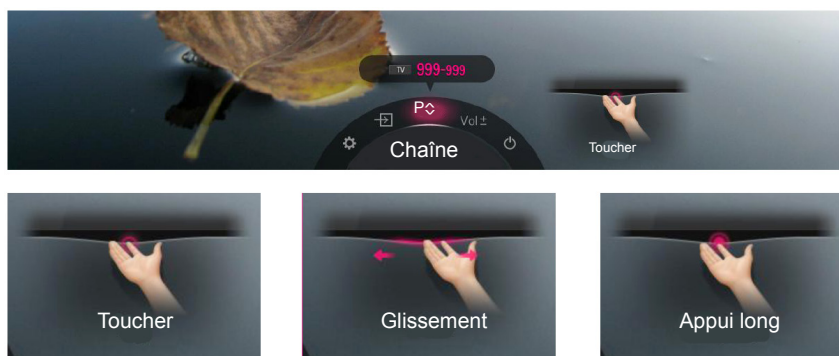 TV 999-999
P
Vol ±
Chaîne
Toucher
Toucher
Glissement
Appui long